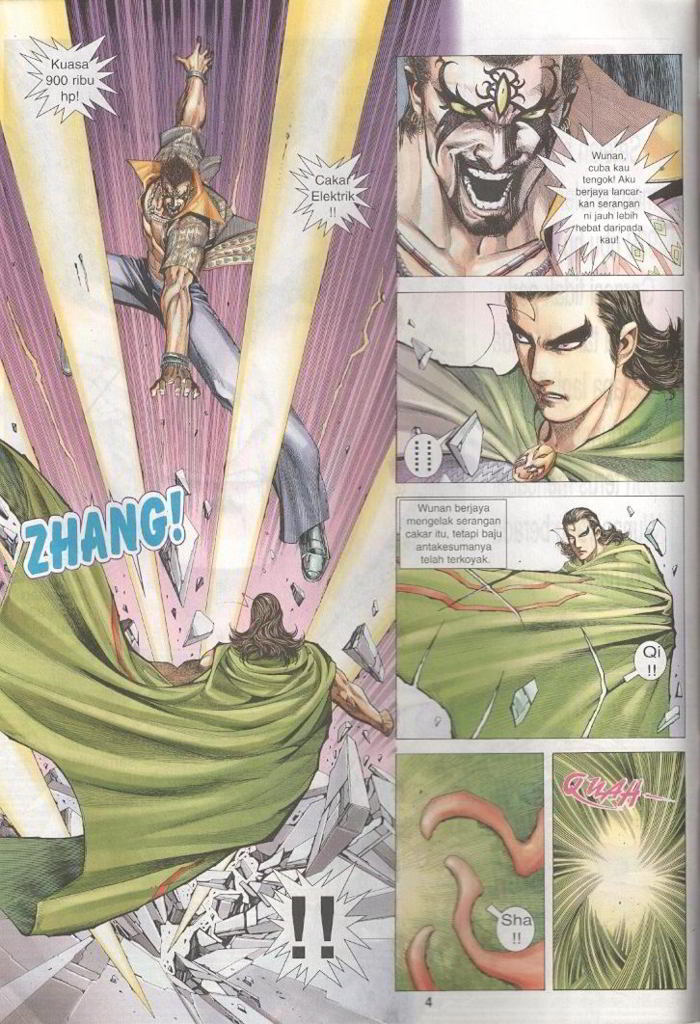 Kuasa
900 ribu
hp!
Cakar
Elektrik
!!
ZHANG!
!!
Wunan,
cuba kau
tengok! Aku
berjaya lancar-
kan serangan
ni jauh lebih
hebat daripada
kau!
Wunan berjaya
mengelak serangan
cakar itu, tetapi baju
antakesumanya
telah terkoyak.
Qi
!!
Sha
!!
QUAH
4